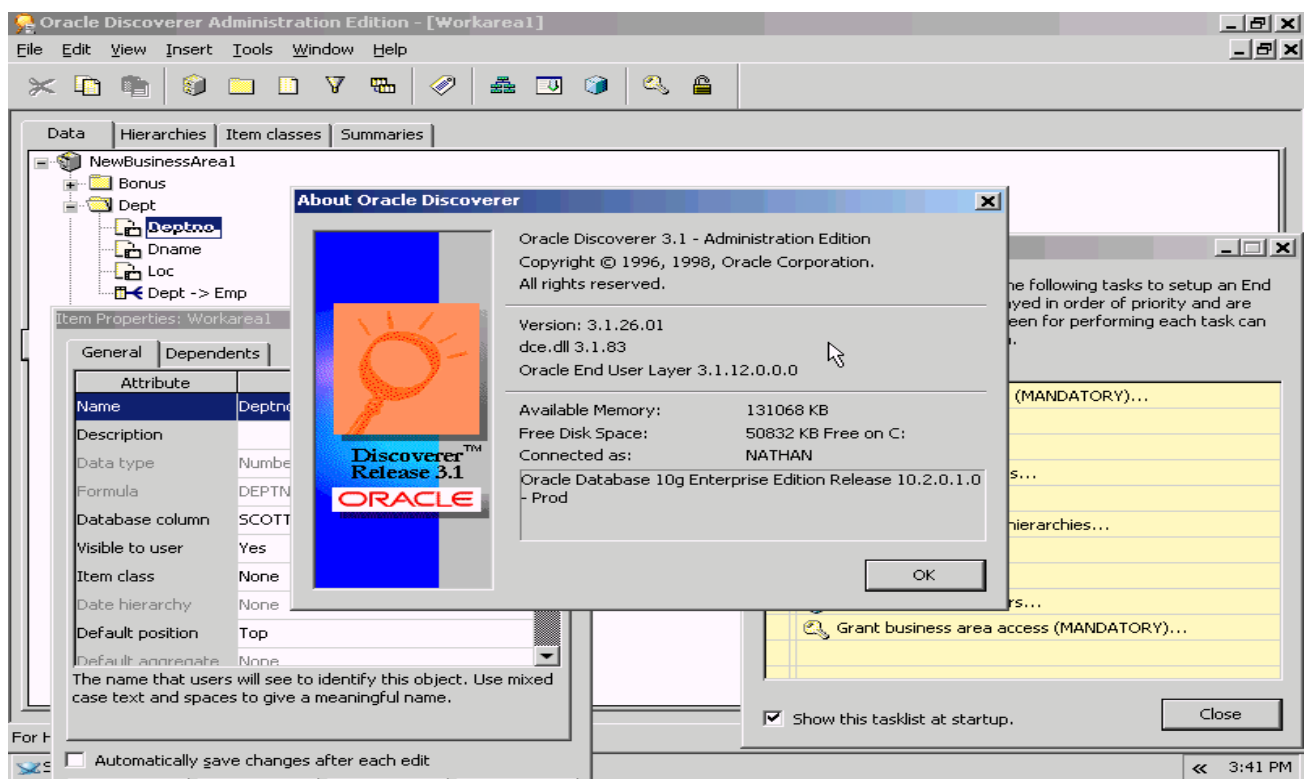 Oracle Discoverer Administration Edition - [Workarea1]
File Edit View Insert Tools Window Help
Data Hierarchies Item classes Summaries
NewBusinessArea1
Bonus
Dept
Deptno
Dname
Loc
Dept -> Emp
About Oracle Discoverer
Discoverer™
Release 3.1
ORACLE
Oracle Discoverer 3.1 - Administration Edition
Copyright © 1996, 1998, Oracle Corporation.
All rights reserved.
Version: 3.1.26.01
dce.dll 3.1.83
Oracle End User Layer 3.1.12.0.0.0
Available Memory: 131068 KB
Free Disk Space: 50832 KB Free on C:
Connected as: NATHAN
Oracle Database 10g Enterprise Edition Release 10.2.0.1.0
- Prod
OK
Item Properties: Workarea1
General Dependents
Attribute
Name Deptno
Description
Data type Numbe
Formula DEPTN
Database column SCOTT
Visible to user Yes
Item class None
Date hierarchy None
Default position Top
Default aggregate None
The name that users will see to identify this object. Use mixed
case text and spaces to give a meaningful name.
Automatically save changes after each edit
he following tasks to setup an End
yed in order of priority and are
een for performing each task can
(MANDATORY)...
s...
hierarchies...
rs...
Grant business area access (MANDATORY)...
Show this tasklist at startup.
Close
For H
S
« 3:41 PM